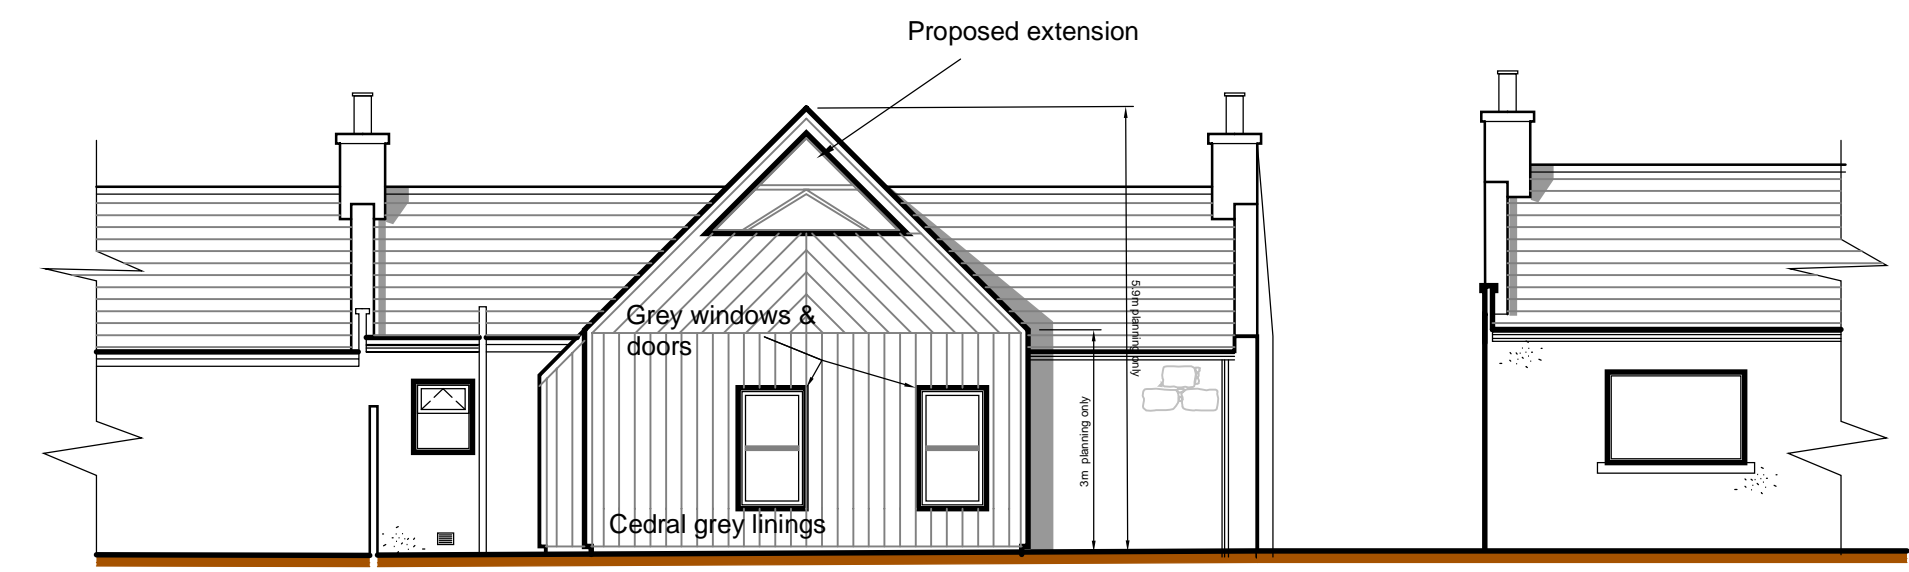 Proposed extension
5.9m planning only
Grey windows &
doors
3m planning only
Cedral grey linings